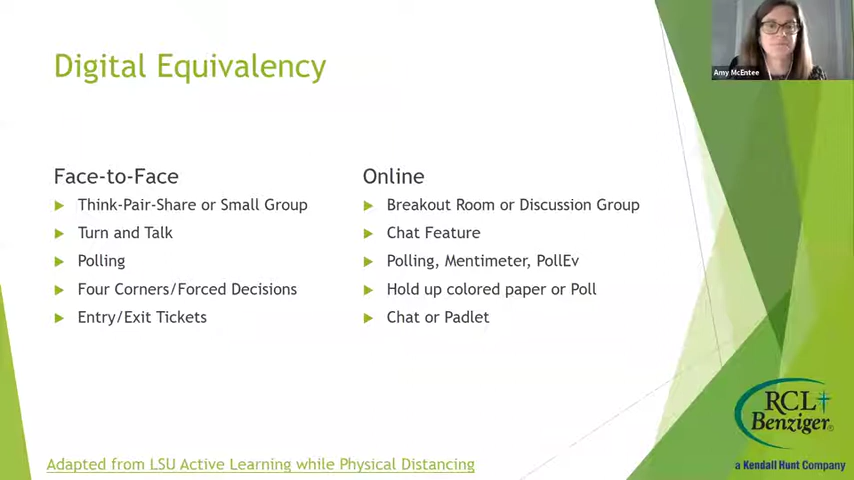 Digital Equivalency
Amy McEntee
Face-to-Face
Think-Pair-Share or Small Group
Turn and Talk
Polling
Four Corners/Forced Decisions
Entry/Exit Tickets
Online
Breakout Room or Discussion Group
Chat Feature
Polling, Mentimeter, PollEv
Hold up colored paper or Poll
Chat or Padlet
RCL
Benziger®
a Kendall Hunt Company
Adapted from LSU Active Learning while Physical Distancing